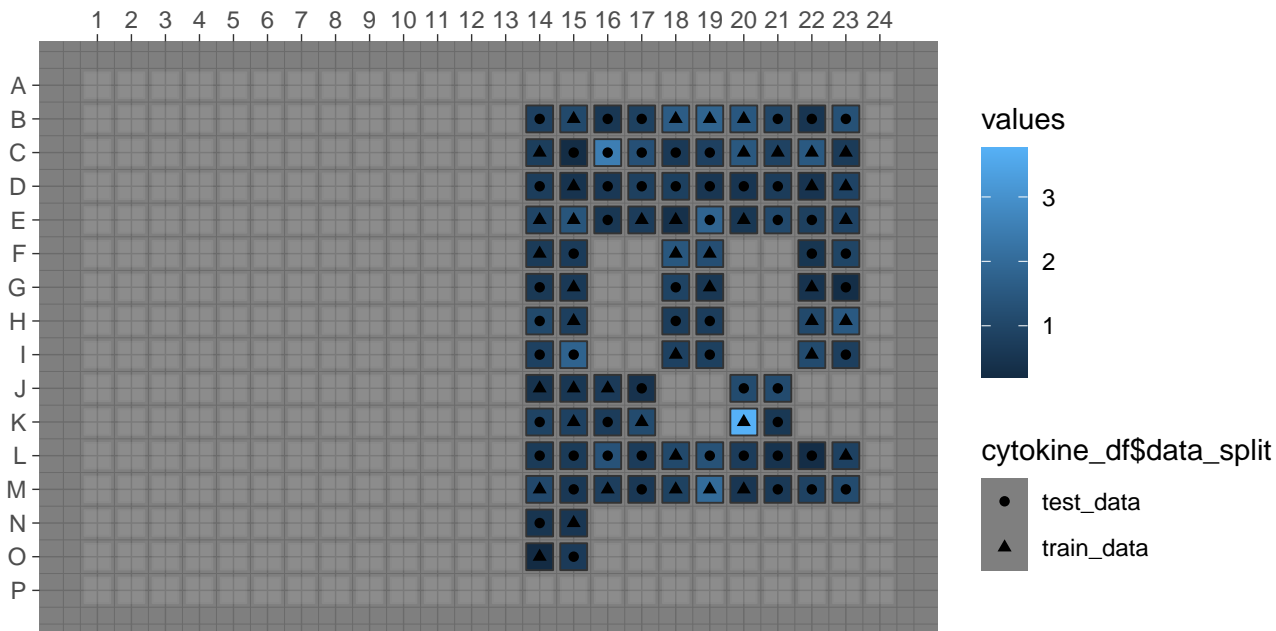 1 2 3 4 5 6 7 8 9 10 11 12 13 14 15 16 17 18 19 20 21 22 23 24
A
B
C
D
E
F
G
H
I
J
K
L
M
N
O
P
values
3
2
1
cytokine_df$data_split
test_data
train_data